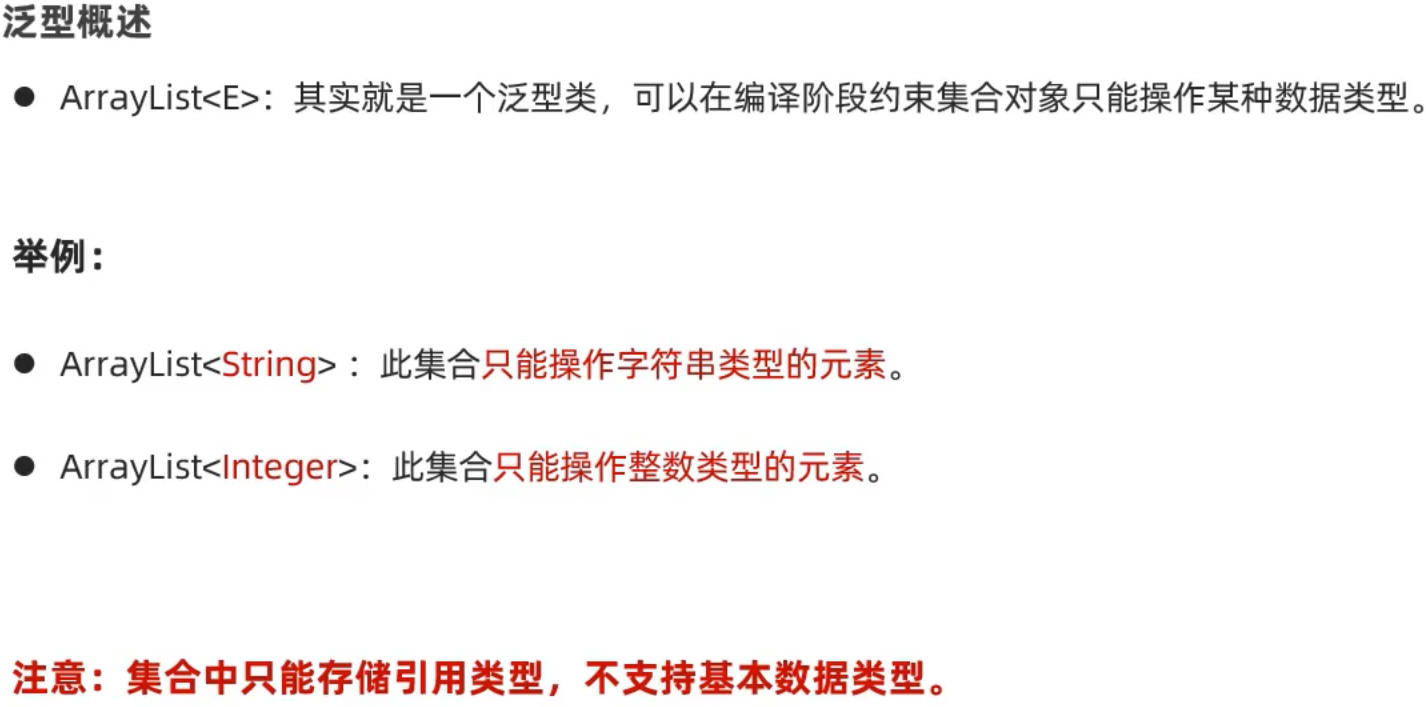 泛型概述
● ArrayList<E>：其实就是一个泛型类，可以在编译阶段约束集合对象只能操作某种数据类型。
举例：
● ArrayList<String> ：此集合只能操作字符串类型的元素。
● ArrayList<Integer>：此集合只能操作整数类型的元素。
注意：集合中只能存储引用类型，不支持基本数据类型。